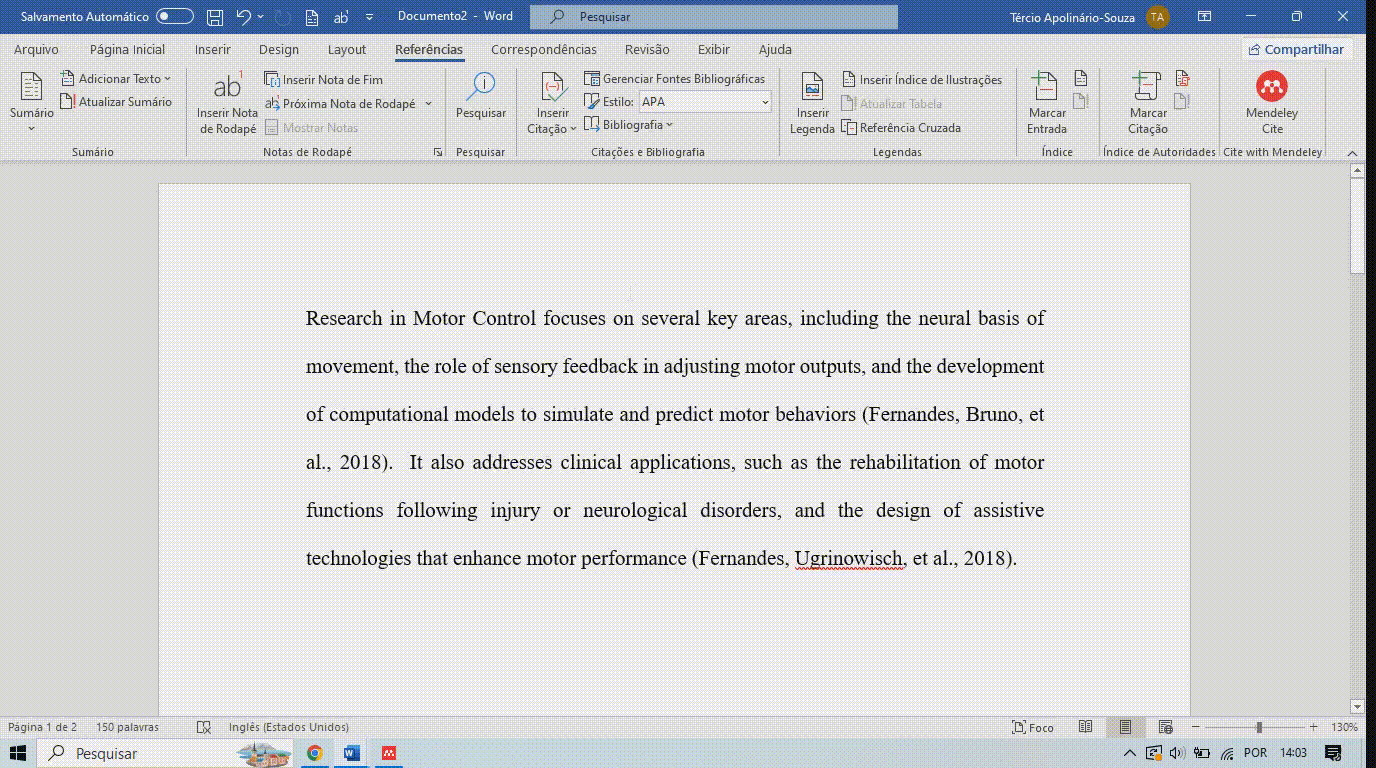 Salvamento Automático Documento2 - Word Pesquisar Tércio Apolinário-Souza TA
Arquivo Página Inicial Inserir Design Layout Referências Correspondências Revisão Exibir Ajuda Compartilhar
Sumário
Adicionar Texto
Atualizar Sumário
Sumário
ab1
Inserir Nota de Rodapé
Inserir Nota de Fim
Próxima Nota de Rodapé
Mostrar Notas
Notas de Rodapé
Pesquisar
Pesquisar
Inserir Citação
Gerenciar Fontes Bibliográficas
Estilo: APA
Bibliografia
Citações e Bibliografia
Inserir Legenda
Inserir Índice de Ilustrações
Atualizar Tabela
Referência Cruzada
Legendas
Marcar Entrada
Índice
Marcar Citação
Índice de Autoridades
Mendeley Cite
Cite with Mendeley
Research in Motor Control focuses on several key areas, including the neural basis of
movement, the role of sensory feedback in adjusting motor outputs, and the development
of computational models to simulate and predict motor behaviors (Fernandes, Bruno, et
al., 2018). It also addresses clinical applications, such as the rehabilitation of motor
functions following injury or neurological disorders, and the design of assistive
technologies that enhance motor performance (Fernandes, Ugrinowisch, et al., 2018).
Página 1 de 2 150 palavras Inglês (Estados Unidos) Foco 130%
Pesquisar POR 14:03